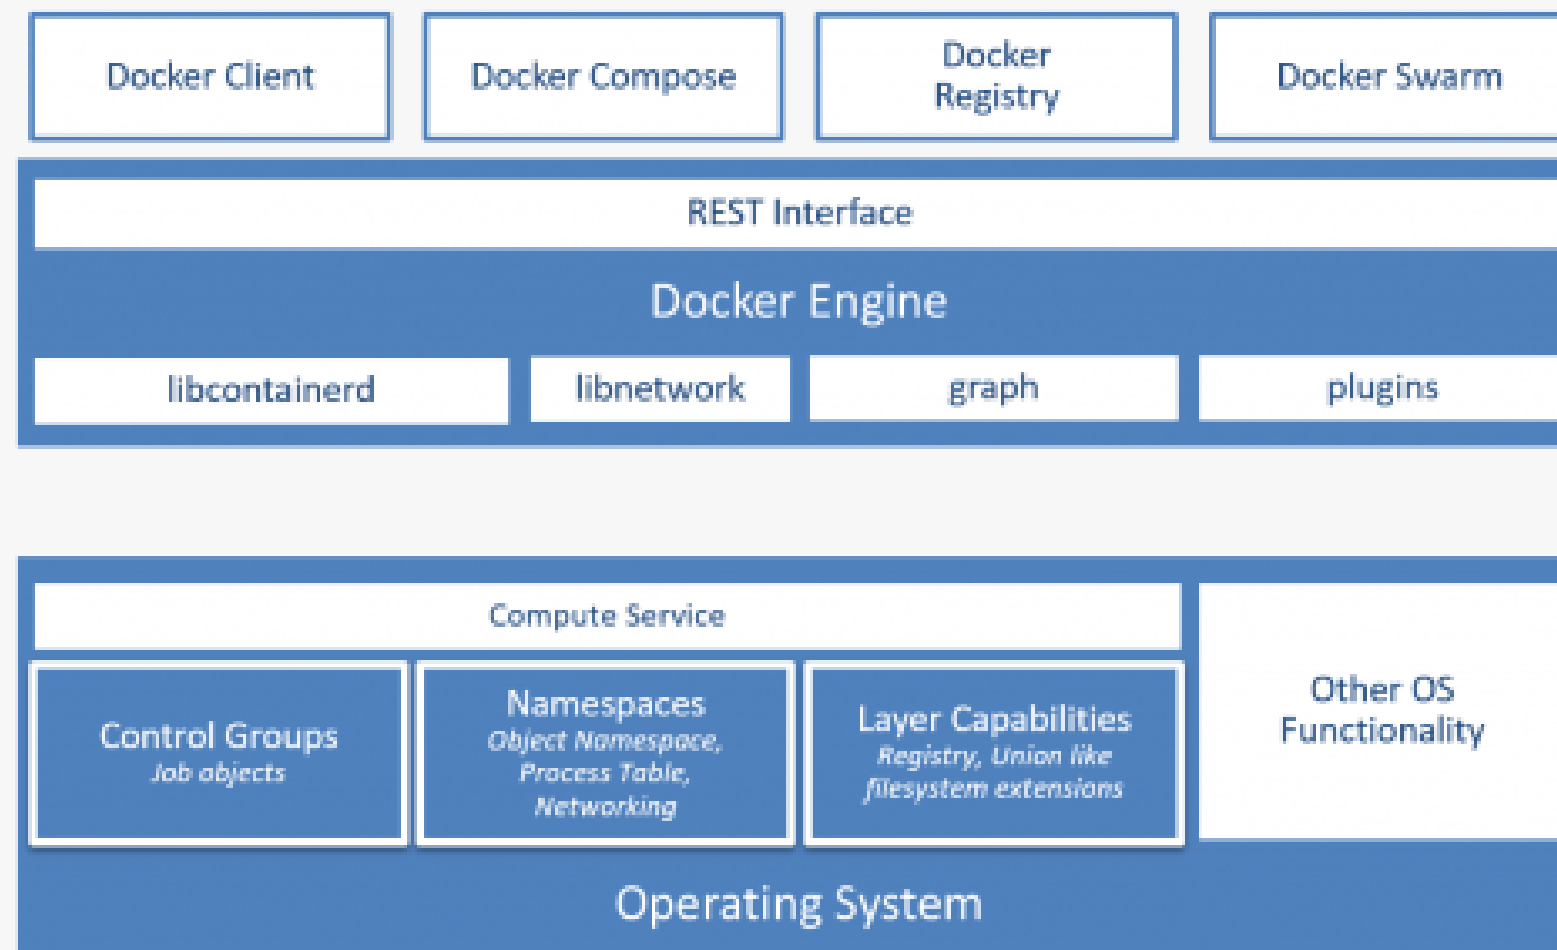 Docker Client
Docker Compose
Docker
Registry
Docker Swarm
REST Interface
Docker Engine
libcontainerd
libnetwork
graph
plugins
Compute Service
Control Groups
Job objects
Namespaces
Object Namespace,
Process Table,
Networking
Layer Capabilities
Registry, Union like
filesystem extensions
Other OS
Functionality
Operating System